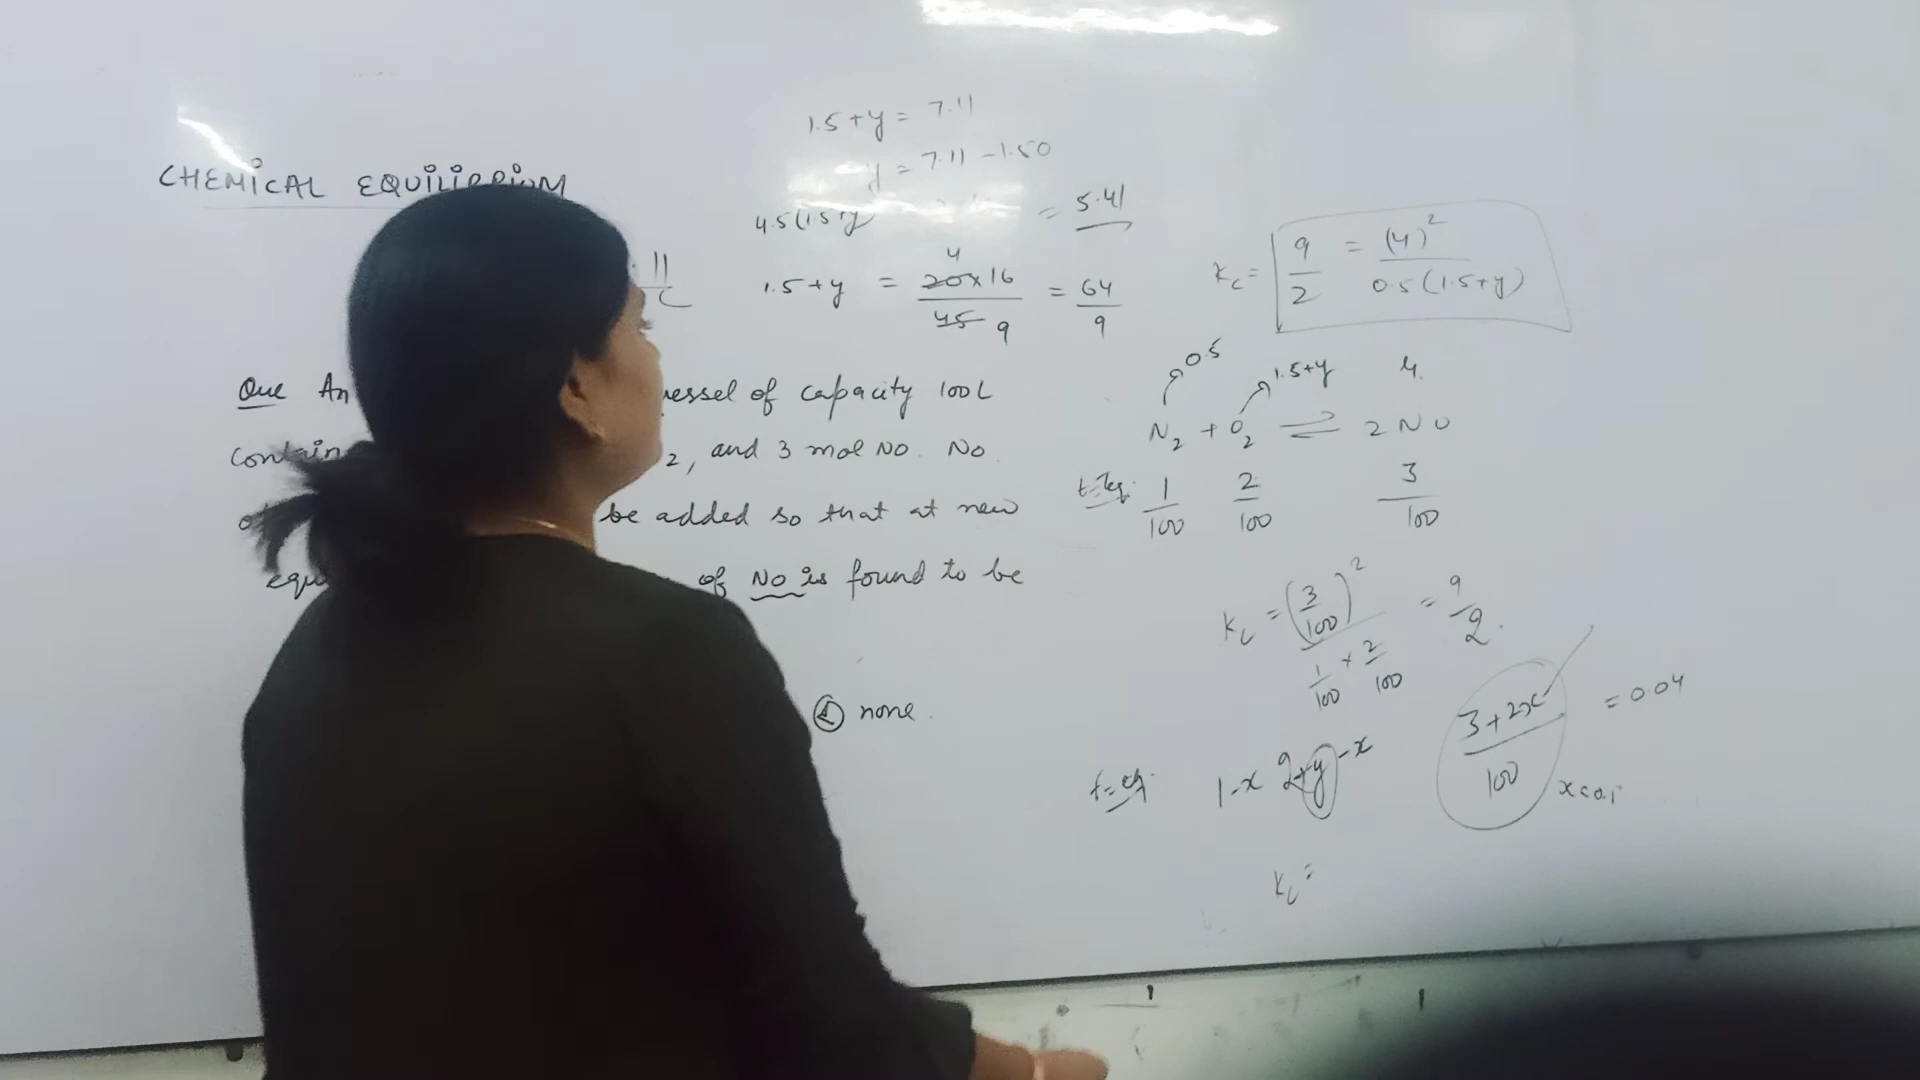 CHEMICAL EQUILIBRIUM
1.5+y = 7.11
y = 7.11 - 1.50
= 5.41
4.5(1.5+y
11
1.5+y = 20×16/45 = 64/9
4
9
Que An vessel of capacity 100L
contain 2, and 3 mol NO. No.
be added so that at new
equ of NO is found to be
(d) none.
Kc = 9/2 = (4)²/0.5(1.5+y)
0.5 1.5+y 4.
N2 + O2 ⇌ 2NO
t=eq. 1/100 2/100 3/100
Kc = (3/100)²/(1/100 × 2/100) = 9/2.
3+2x/100 = 0.04
t=eq. 1-x 2+y-x
Kc =